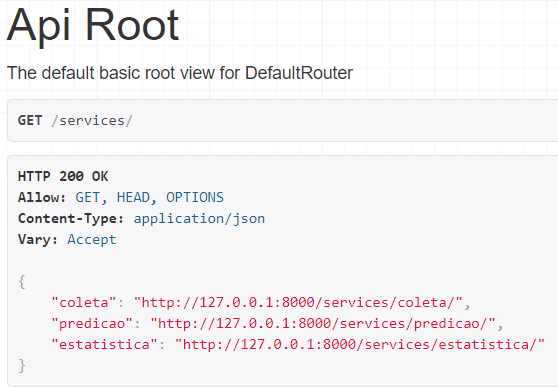 Api Root
The default basic root view for DefaultRouter
GET /services/
HTTP 200 OK
Allow: GET, HEAD, OPTIONS
Content-Type: application/json
Vary: Accept
{
    "coleta": "http://127.0.0.1:8000/services/coleta/",
    "predicao": "http://127.0.0.1:8000/services/predicao/",
    "estatistica": "http://127.0.0.1:8000/services/estatistica/"
}